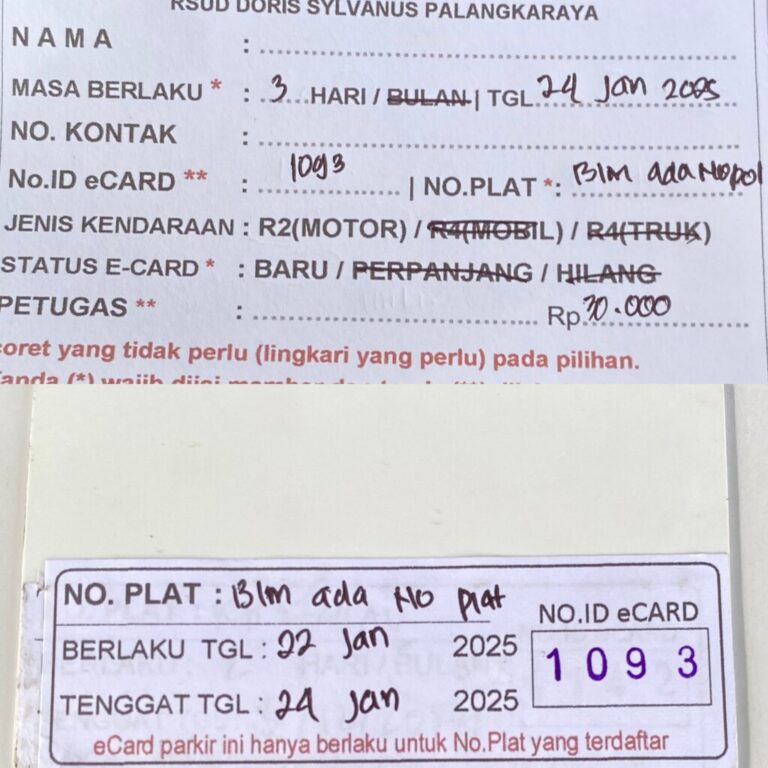 RSUD DORIS SYLVANUS PALANGKARAYA
NAMA :
MASA BERLAKU * : 3 HARI / BULAN | TGL 24 Jan 2025
NO. KONTAK :
No.ID eCARD ** : 1093 | NO.PLAT *: Blm ada Nopol
JENIS KENDARAAN : R2(MOTOR) / R4(MOBIL) / R4(TRUK)
STATUS E-CARD * : BARU / PERPANJANG / HILANG
PETUGAS ** : Rp 30.000
coret yang tidak perlu (lingkari yang perlu) pada pilihan.
NO. PLAT : Blm ada No plat
NO.ID eCARD
BERLAKU TGL : 22 Jan 2025
1093
TENGGAT TGL : 24 Jan 2025
eCard parkir ini hanya berlaku untuk No.Plat yang terdaftar